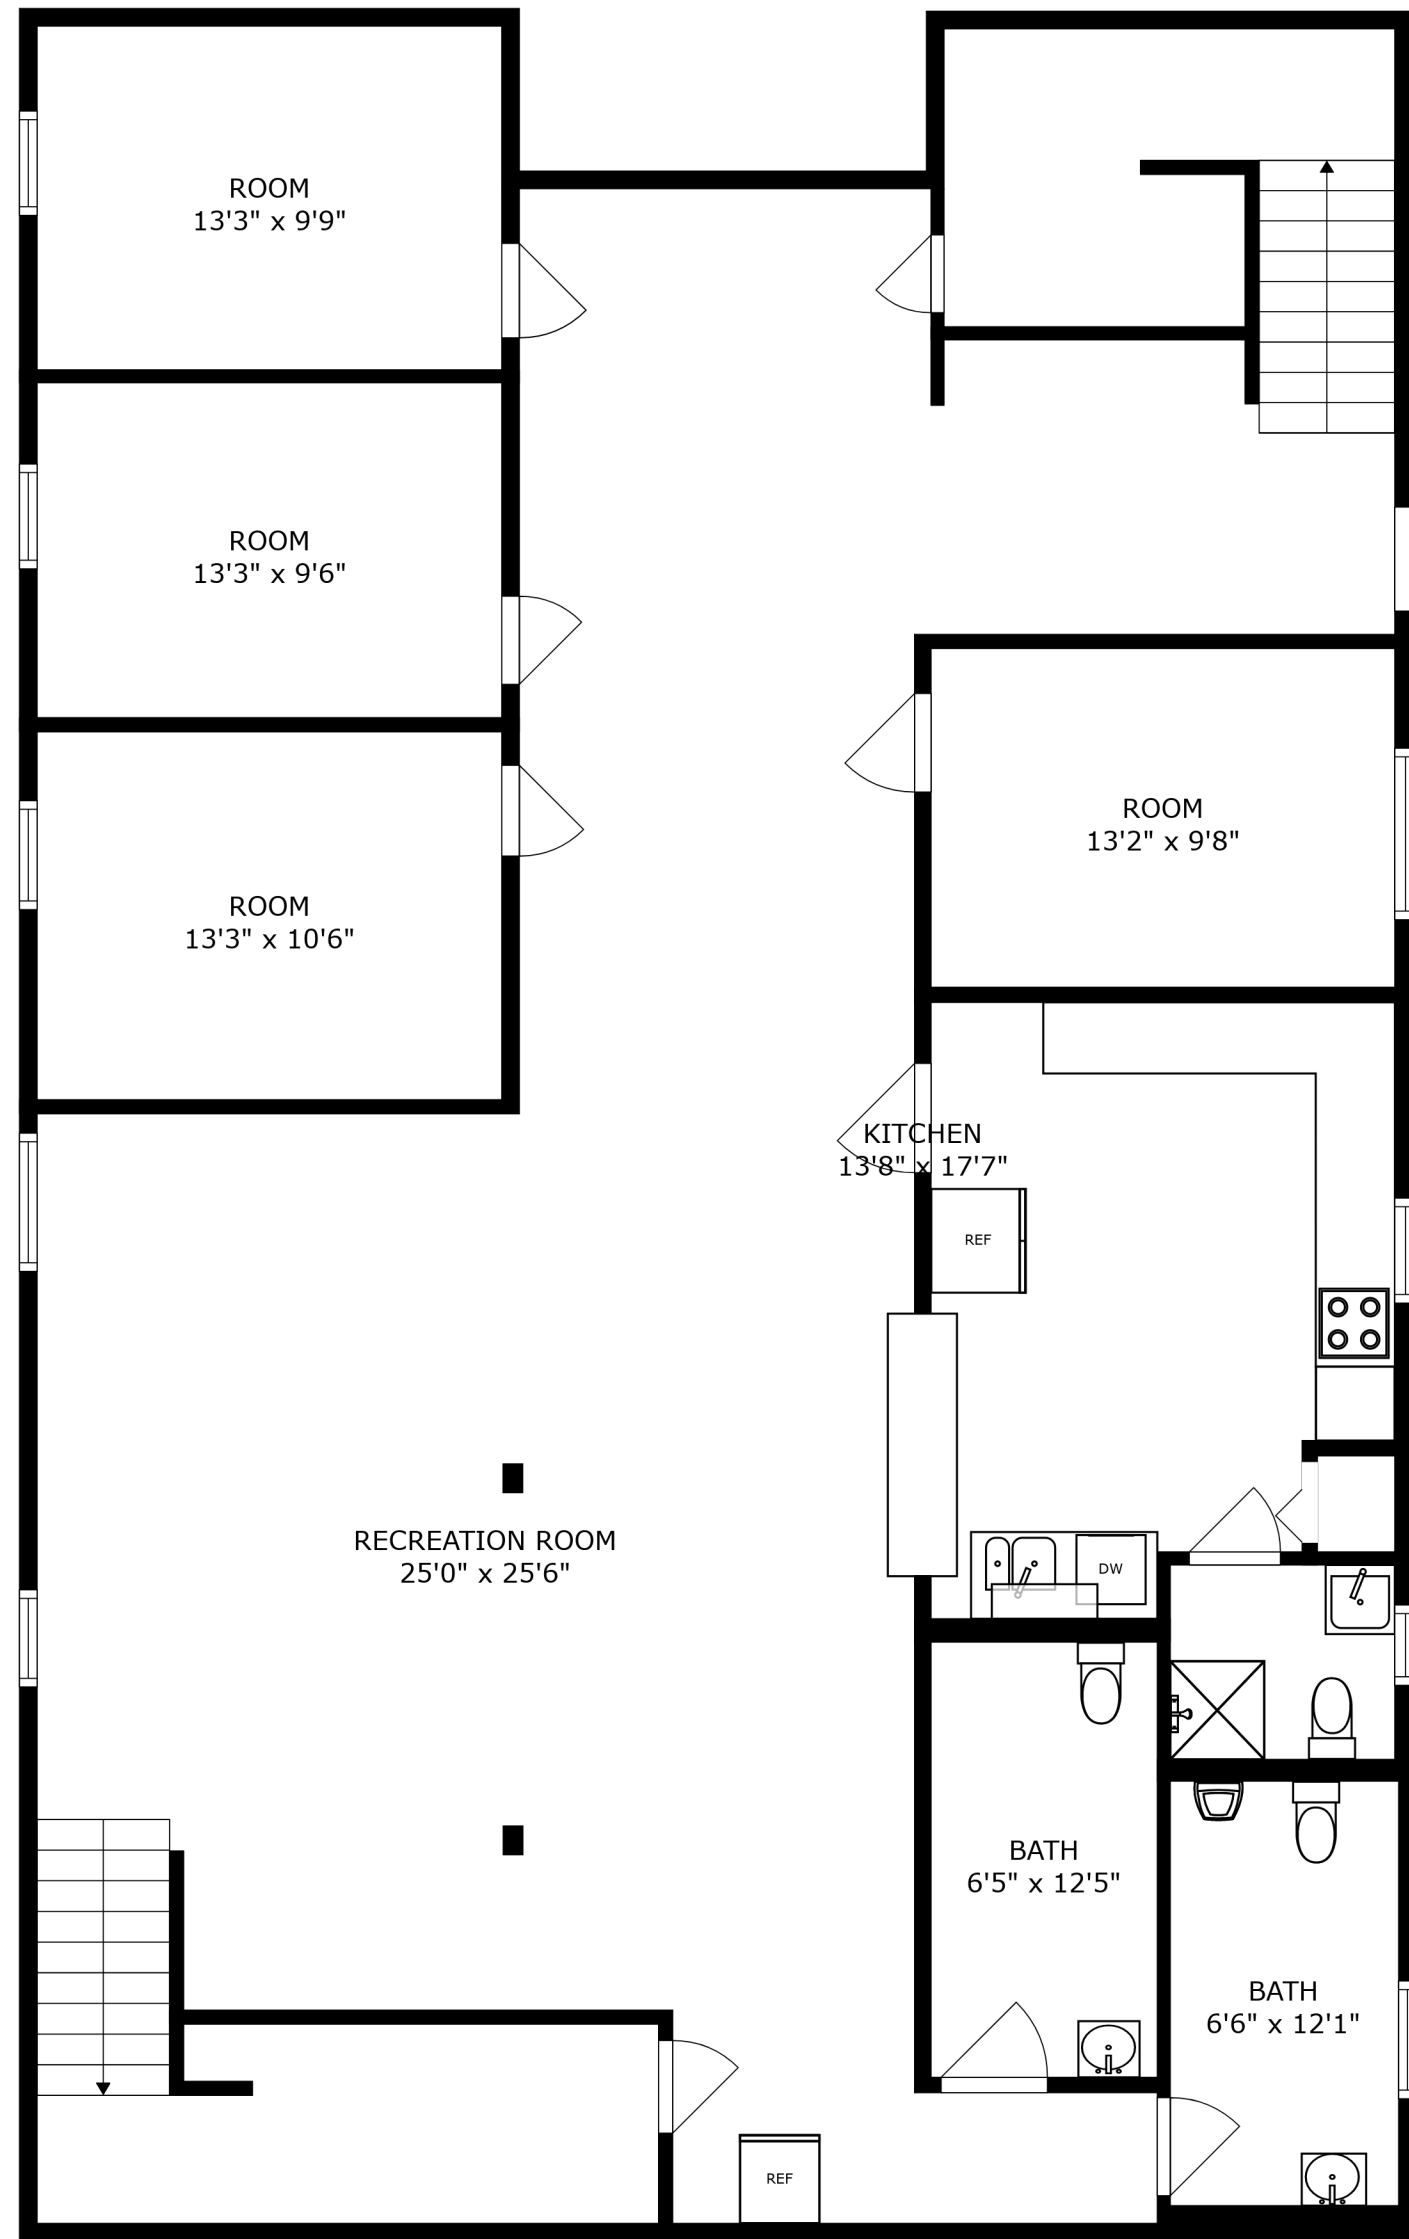 ROOM
13'3" x 9'9"
ROOM
13'3" x 9'6"
ROOM
13'2" x 9'8"
ROOM
13'3" x 10'6"
KITCHEN
13'8" x 17'7"
REF
RECREATION ROOM
25'0" x 25'6"
DW
BATH
6'5" x 12'5"
BATH
6'6" x 12'1"
REF